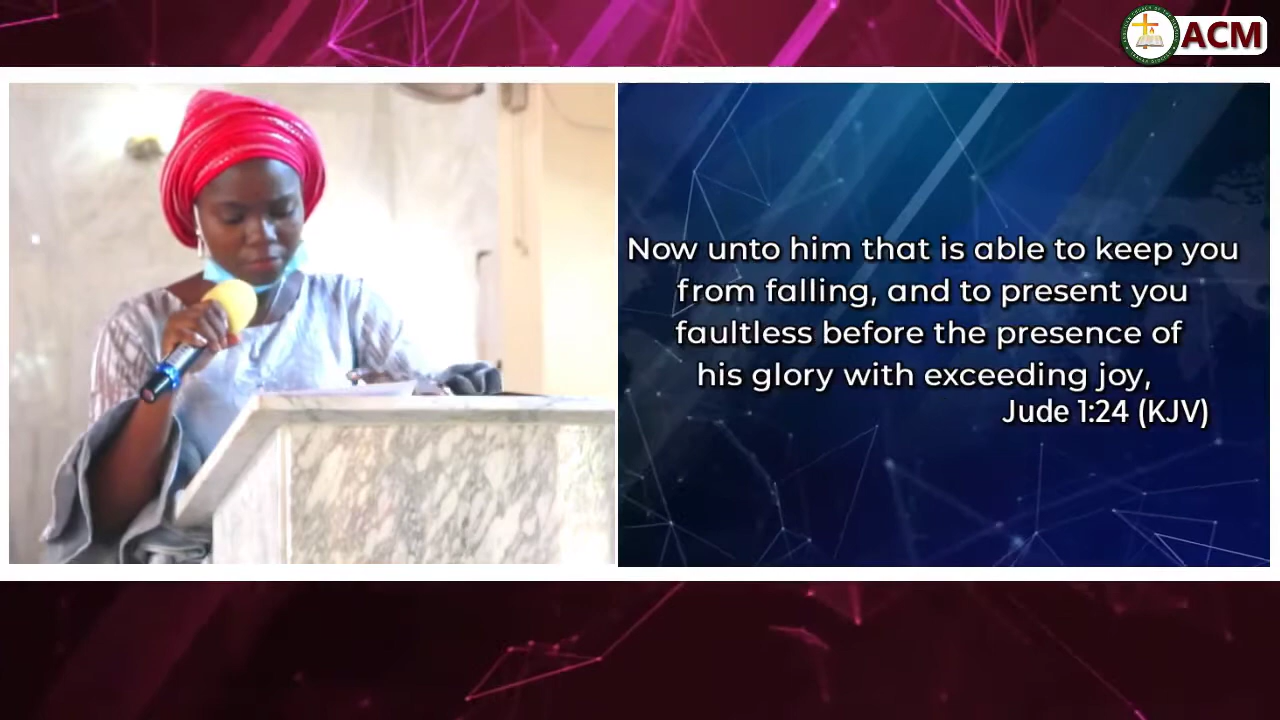 ACM
Now unto him that is able to keep you
from falling, and to present you
faultless before the presence of
his glory with exceeding joy,
Jude 1:24 (KJV)